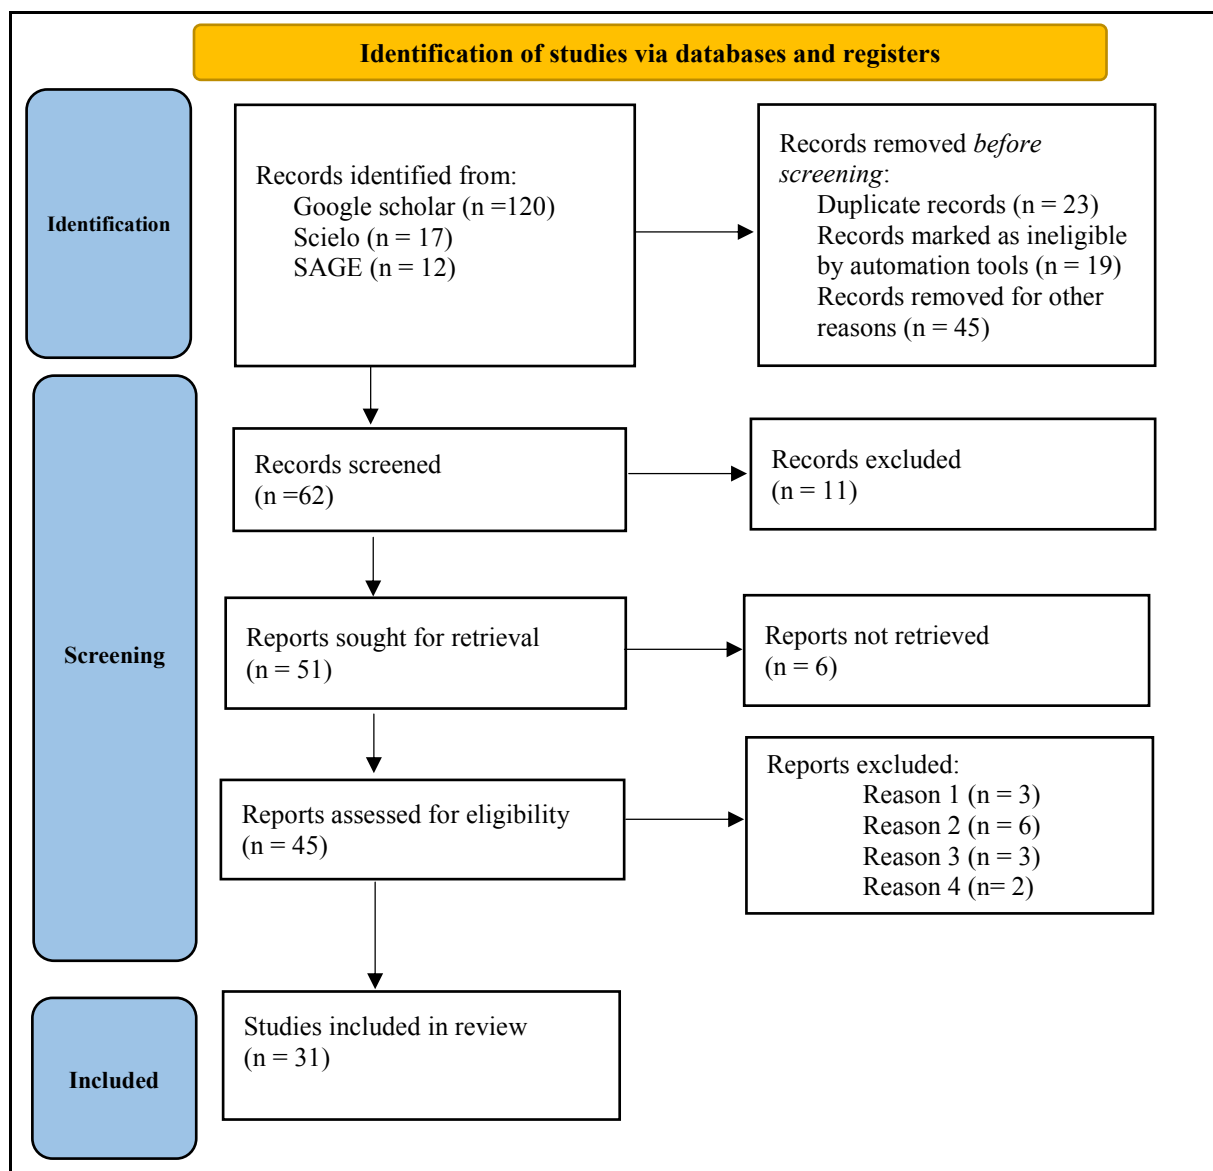 Identification of studies via databases and registers
Identification
Records identified from:
Google scholar (n =120)
Scielo (n = 17)
SAGE (n = 12)
Records removed before
screening:
Duplicate records (n = 23)
Records marked as ineligible
by automation tools (n = 19)
Records removed for other
reasons (n = 45)
Screening
Records screened
(n =62)
Records excluded
(n = 11)
Reports sought for retrieval
(n = 51)
Reports not retrieved
(n = 6)
Reports assessed for eligibility
(n = 45)
Reports excluded:
Reason 1 (n = 3)
Reason 2 (n = 6)
Reason 3 (n = 3)
Reason 4 (n= 2)
Included
Studies included in review
(n = 31)